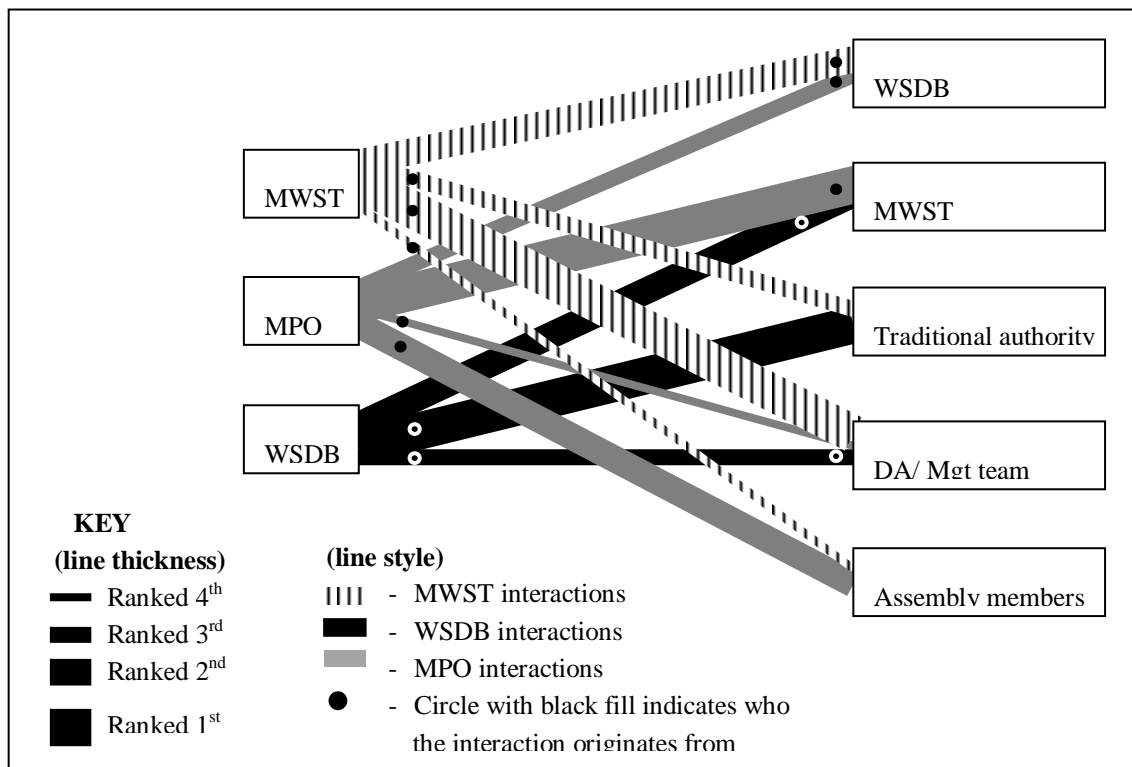 WSDB
MWST
MWST
MPO
Traditional authority
WSDB
DA/ Mgt team
Assembly members
KEY
(line thickness)
Ranked 4th
Ranked 3rd
Ranked 2nd
Ranked 1st
(line style)
- MWST interactions
- WSDB interactions
- MPO interactions
- Circle with black fill indicates who
the interaction originates from